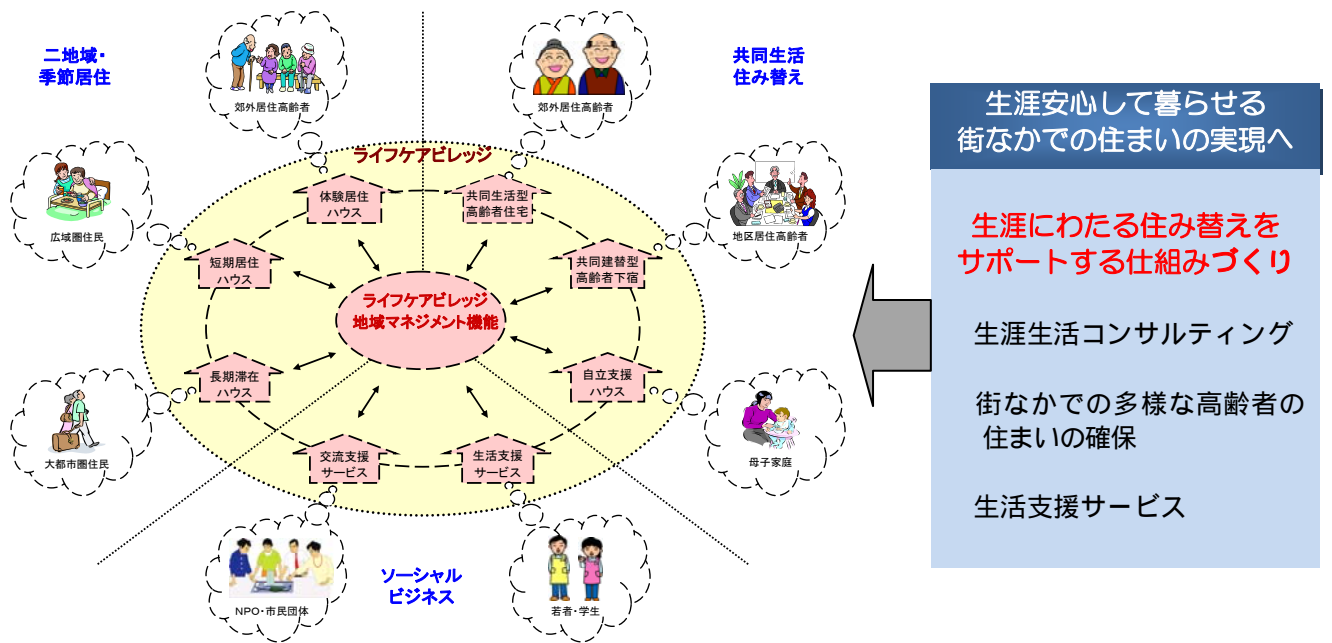 二地域・
季節居住
郊外居住高齢者
郊外居住高齢者
共同生活
住み替え
広域圏住民
地区居住高齢者
ライフケアビレッジ
体験居住
ハウス
共同生活型
高齢者住宅
短期居住
ハウス
共同建替型
高齢者下宿
ライフケアビレッジ
地域マネジメント機能
長期滞在
ハウス
自立支援
ハウス
交流支援
サービス
生活支援
サービス
大都市圏住民
母子家庭
NPO・市民団体
ソーシャル
ビジネス
若者・学生
生涯安心して暮らせる
街なかでの住まいの実現へ
生涯にわたる住み替えを
サポートする仕組みづくり
生涯生活コンサルティング
街なかでの多様な高齢者の
住まいの確保
生活支援サービス